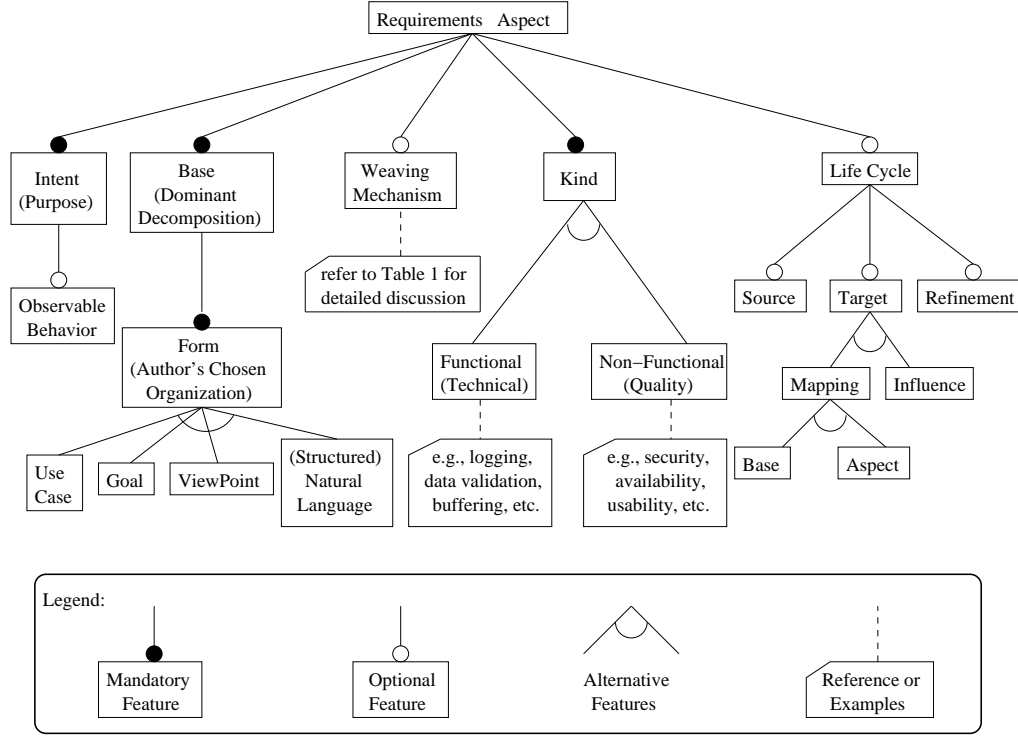 Requirements Aspect
Intent
(Purpose)
Base
(Dominant
Decomposition)
Weaving
Mechanism
Kind
Life Cycle
refer to Table 1 for
detailed discussion
Observable
Behavior
Source
Target
Refinement
Form
(Author's Chosen
Organization)
Functional
(Technical)
Non−Functional
(Quality)
Mapping
Influence
Use
Case
Goal
ViewPoint
(Structured)
Natural
Language
e.g., logging,
data validation,
buffering, etc.
e.g., security,
availability,
usability, etc.
Base
Aspect
Legend:
Mandatory
Feature
Optional
Feature
Alternative
Features
Reference or
Examples